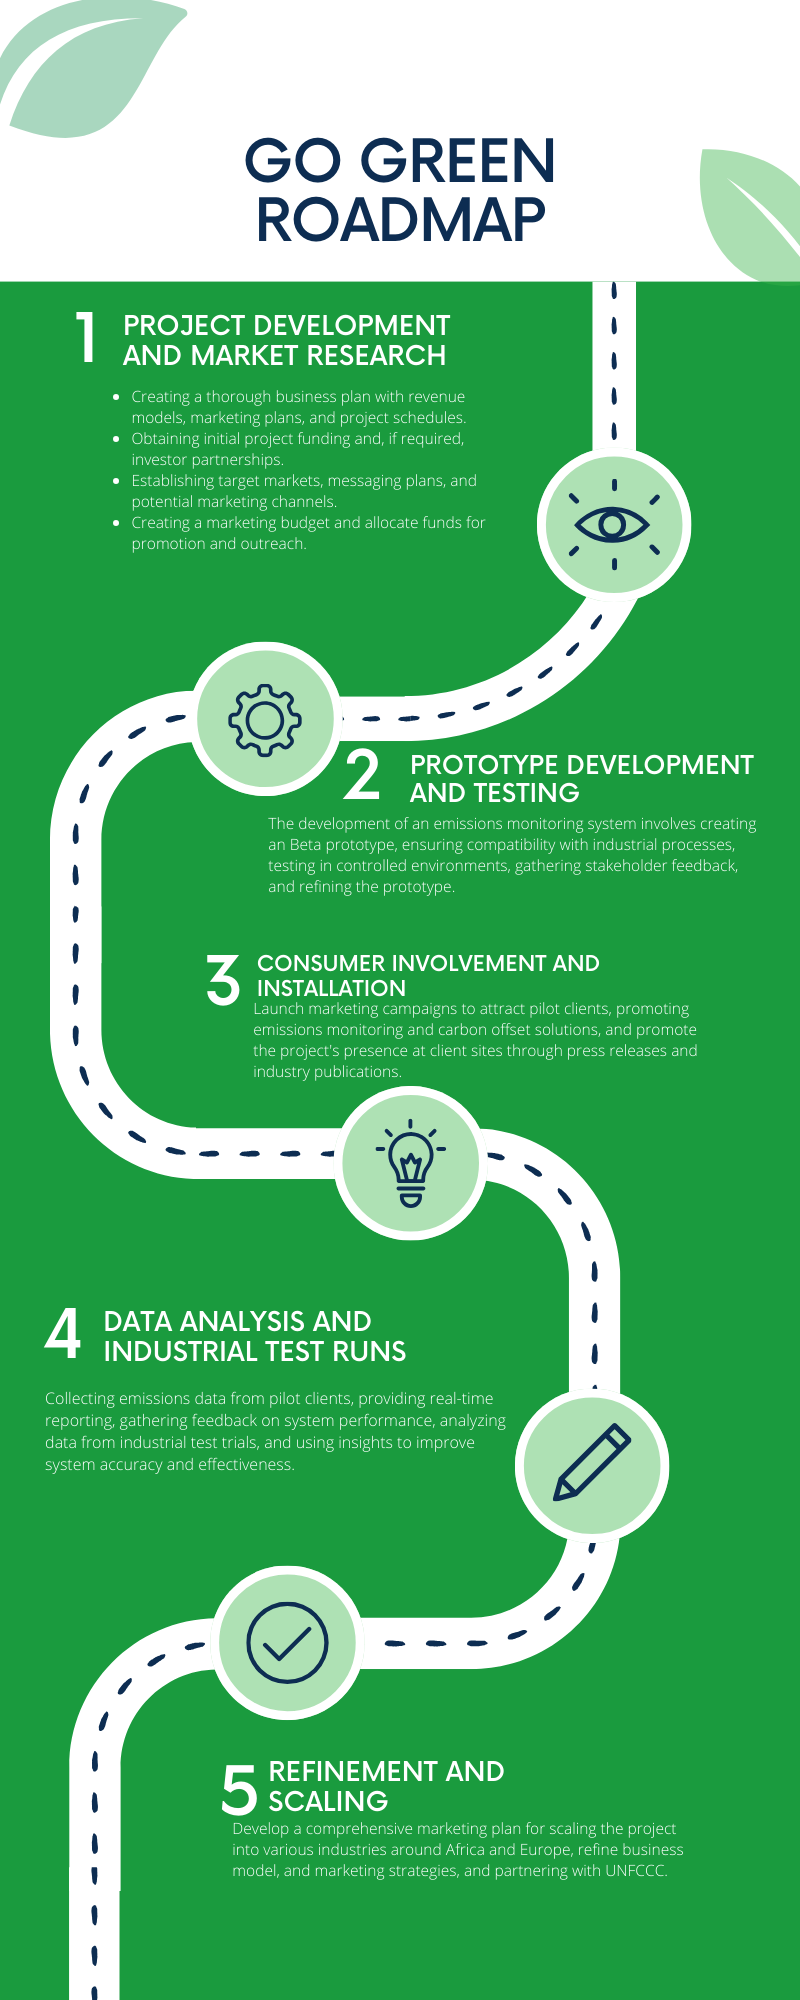 GO GREEN
ROADMAP
1
PROJECT DEVELOPMENT
AND MARKET RESEARCH
• Creating a thorough business plan with revenue
models, marketing plans, and project schedules.
• Obtaining initial project funding and, if required,
investor partnerships.
• Establishing target markets, messaging plans, and
potential marketing channels.
• Creating a marketing budget and allocate funds for
promotion and outreach.
2
PROTOTYPE DEVELOPMENT
AND TESTING
The development of an emissions monitoring system involves creating
an Beta prototype, ensuring compatibility with industrial processes,
testing in controlled environments, gathering stakeholder feedback,
and refining the prototype.
3
CONSUMER INVOLVEMENT AND
INSTALLATION
Launch marketing campaigns to attract pilot clients, promoting
emissions monitoring and carbon offset solutions, and promote
the project's presence at client sites through press releases and
industry publications.
4
DATA ANALYSIS AND
INDUSTRIAL TEST RUNS
Collecting emissions data from pilot clients, providing real-time
reporting, gathering feedback on system performance, analyzing
data from industrial test trials, and using insights to improve
system accuracy and effectiveness.
5
REFINEMENT AND
SCALING
Develop a comprehensive marketing plan for scaling the project
into various industries around Africa and Europe, refine business
model, and marketing strategies, and partnering with UNFCCC.